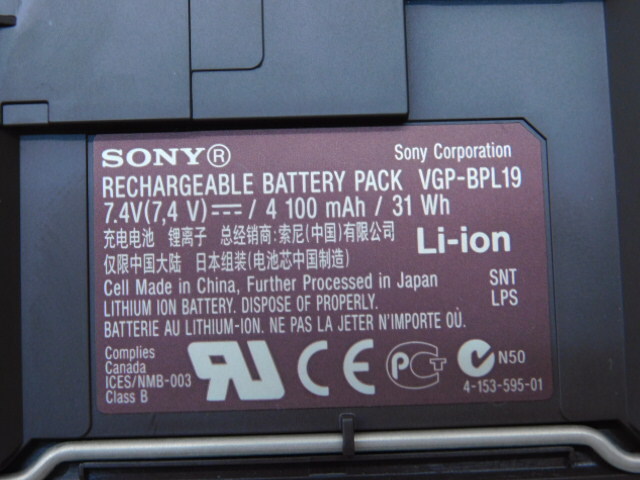 SONY® Sony Corporation
RECHARGEABLE BATTERY PACK VGP-BPL19
7.4V(7,4 V)⎓ / 4 100 mAh / 31 Wh
充电电池 锂离子 总经销商:索尼(中国)有限公司
仅限中国大陆 日本组装(电池芯中国制造)
Li-ion
Cell Made in China, Further Processed in Japan SNT
LITHIUM ION BATTERY. DISPOSE OF PROPERLY. LPS
BATTERIE AU LITHIUM-ION. NE PAS LA JETER N'IMPORTE OÙ.
Complies
Canada
ICES/NMB-003
Class B
CE
N50
4-153-595-01